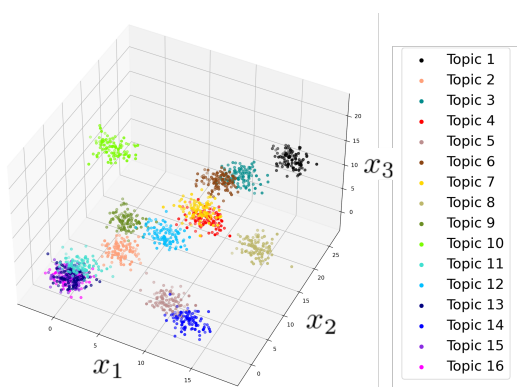 20
15
10
5
0
x₃
25
20
15
10
5
0
x₂
0
5
10
15
x₁
Topic 1
Topic 2
Topic 3
Topic 4
Topic 5
Topic 6
Topic 7
Topic 8
Topic 9
Topic 10
Topic 11
Topic 12
Topic 13
Topic 14
Topic 15
Topic 16